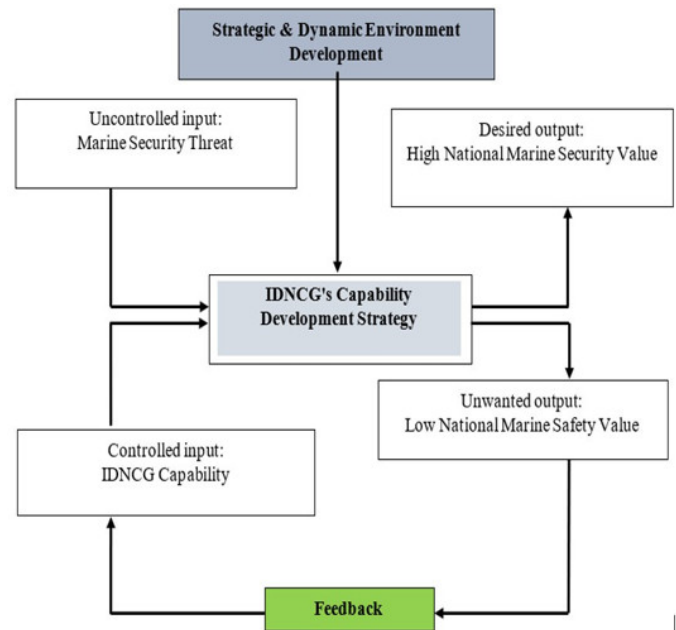 Strategic & Dynamic Environment
Development
Uncontrolled input:
Marine Security Threat
Desired output:
High National Marine Security Value
IDNCG's Capability
Development Strategy
Unwanted output:
Low National Marine Safety Value
Controlled input:
IDNCG Capability
Feedback